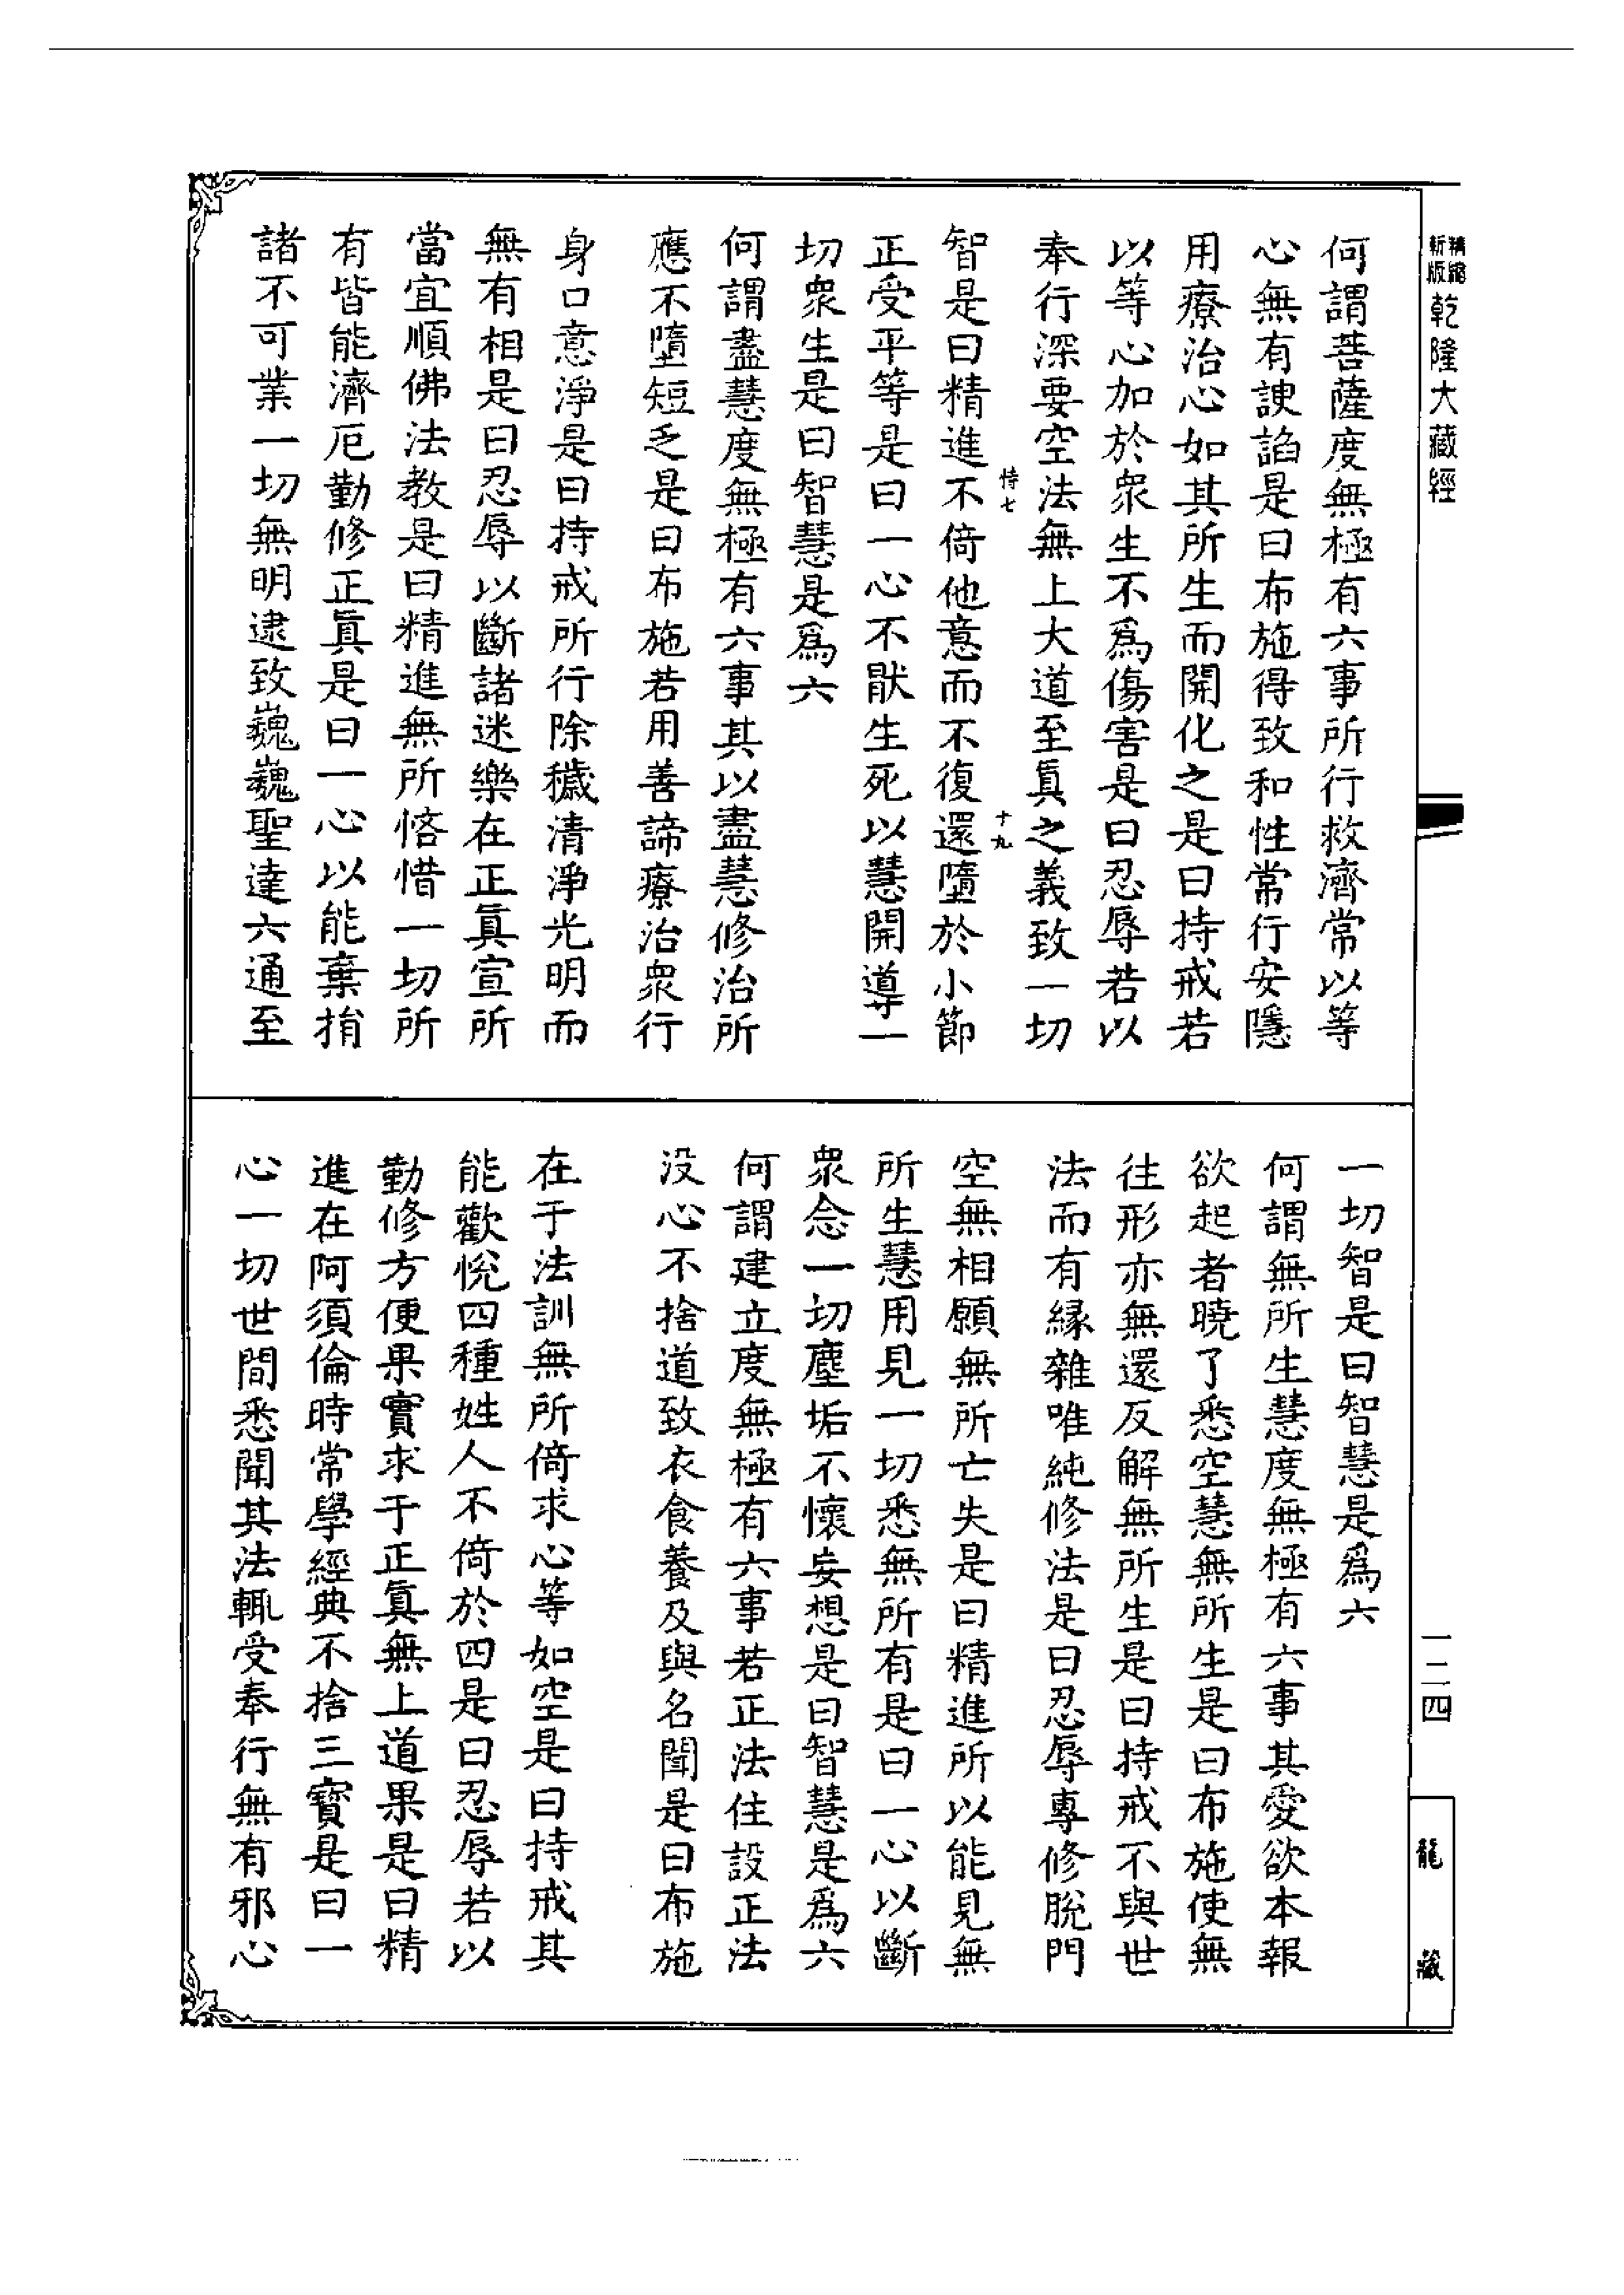 精縮新版乾隆大藏經
何謂菩薩度無極有六事所行救濟常以等
心無有諛諂是曰布施得致和性常行安隱
用療治心如其所生而開化之是曰持戒若
以等心加於衆生不爲傷害是曰忍辱若以
奉行深要空法無上大道至眞之義致一切
恃七
十九
智是曰精進不倚他意而不復還墮於小節
正受平等是曰一心不猒生死以慧開導一
切衆生是曰智慧是爲六
何謂盡慧度無極有六事其以盡慧修治所
應不墮短乏是曰布施若用善諦療治衆行
身口意淨是曰持戒所行除穢清淨光明而
無有相是曰忍辱以斷諸迷樂在正眞宣所
當宜順佛法教是曰精進無所悋惜一切所
有皆能濟厄勤修正眞是曰一心以能棄捐
諸不可業一切無明逮致巍巍聖達六通至
一切智是曰智慧是爲六
何謂無所生慧度無極有六事其愛欲本報
欲起者曉了悉空慧無所生是曰布施使無
往形亦無還反解無所生是曰持戒不與世
法而有緣雜唯純修法是曰忍辱專修脫門
空無相願無所亡失是曰精進所以能見無
所生慧用見一切悉無所有是曰一心以斷
衆念一切塵垢不懷妄想是曰智慧是爲六
何謂建立度無極有六事若正法住設正法
没心不捨道致衣食養及與名聞是曰布施
在于法訓無所倚求心等如空是曰持戒其
能歡悅四種姓人不倚於四是曰忍辱若以
勤修方便果實求于正眞無上道果是曰精
進在阿須倫時常學經典不捨三寶是曰一
心一切世間悉聞其法輒受奉行無有邪心
一二四
龍藏